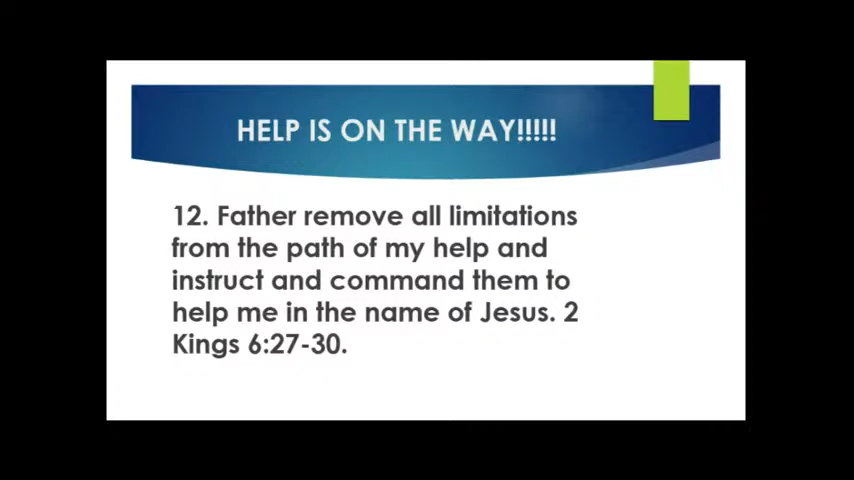 HELP IS ON THE WAY!!!!!
12. Father remove all limitations
from the path of my help and
instruct and command them to
help me in the name of Jesus. 2
Kings 6:27-30.